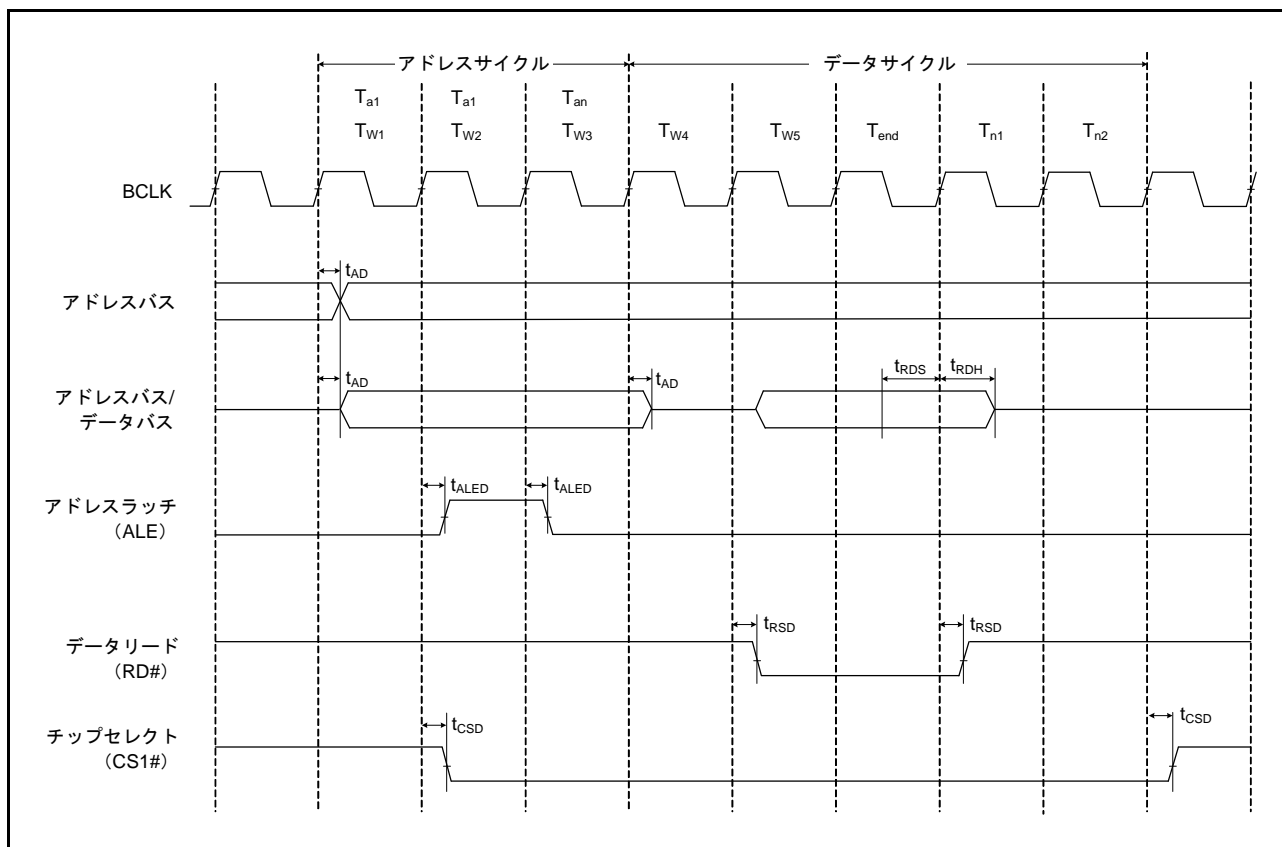 アドレスサイクル データサイクル
Ta1 Ta1 Tan
TW1 TW2 TW3 TW4 TW5 Tend Tn1 Tn2
BCLK
tAD
アドレスバス
tAD tAD tRDS tRDH
アドレスバス/
データバス
tALED tALED
アドレスラッチ
（ALE）
tRSD tRSD
データリード
（RD#）
tCSD tCSD
チップセレクト
（CS1#）